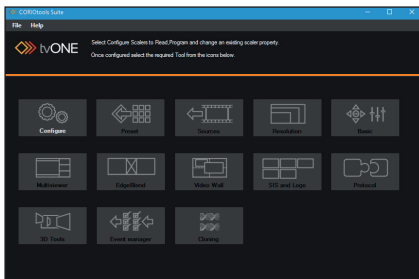 CORIOtools Suite
File Help
tvONE
Select Configure Scalers to Read,Program and change an existing scaler property.
Once configured select the required Tool from the icons below.
Configure
Preset
Sources
Resolution
Basic
Multiviewer
EdgeBlend
Video Wall
SIS and Logo
Protocol
3D Tools
Event manager
Cloning